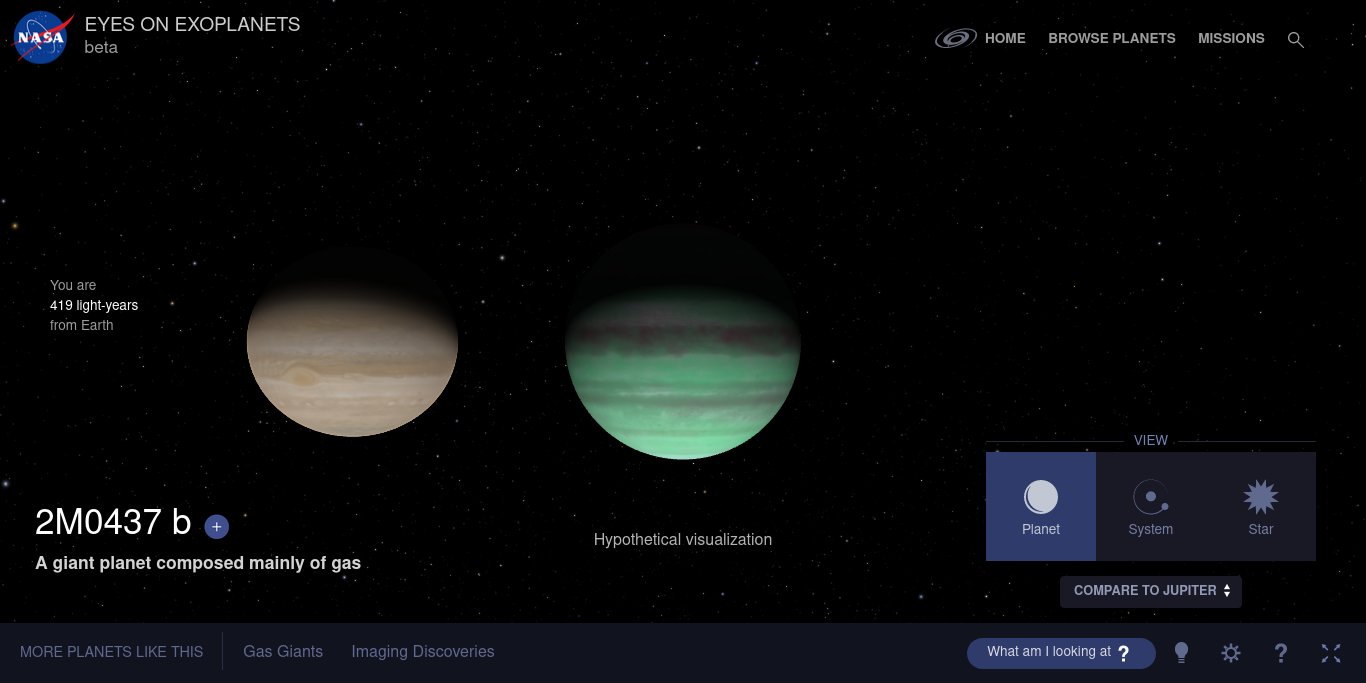 NASA
EYES ON EXOPLANETS
beta
HOME
BROWSE PLANETS
MISSIONS
You are
419 light-years
from Earth
2M0437 b +
A giant planet composed mainly of gas
Hypothetical visualization
VIEW
Planet
System
Star
COMPARE TO JUPITER
MORE PLANETS LIKE THIS
Gas Giants
Imaging Discoveries
What am I looking at ?
?